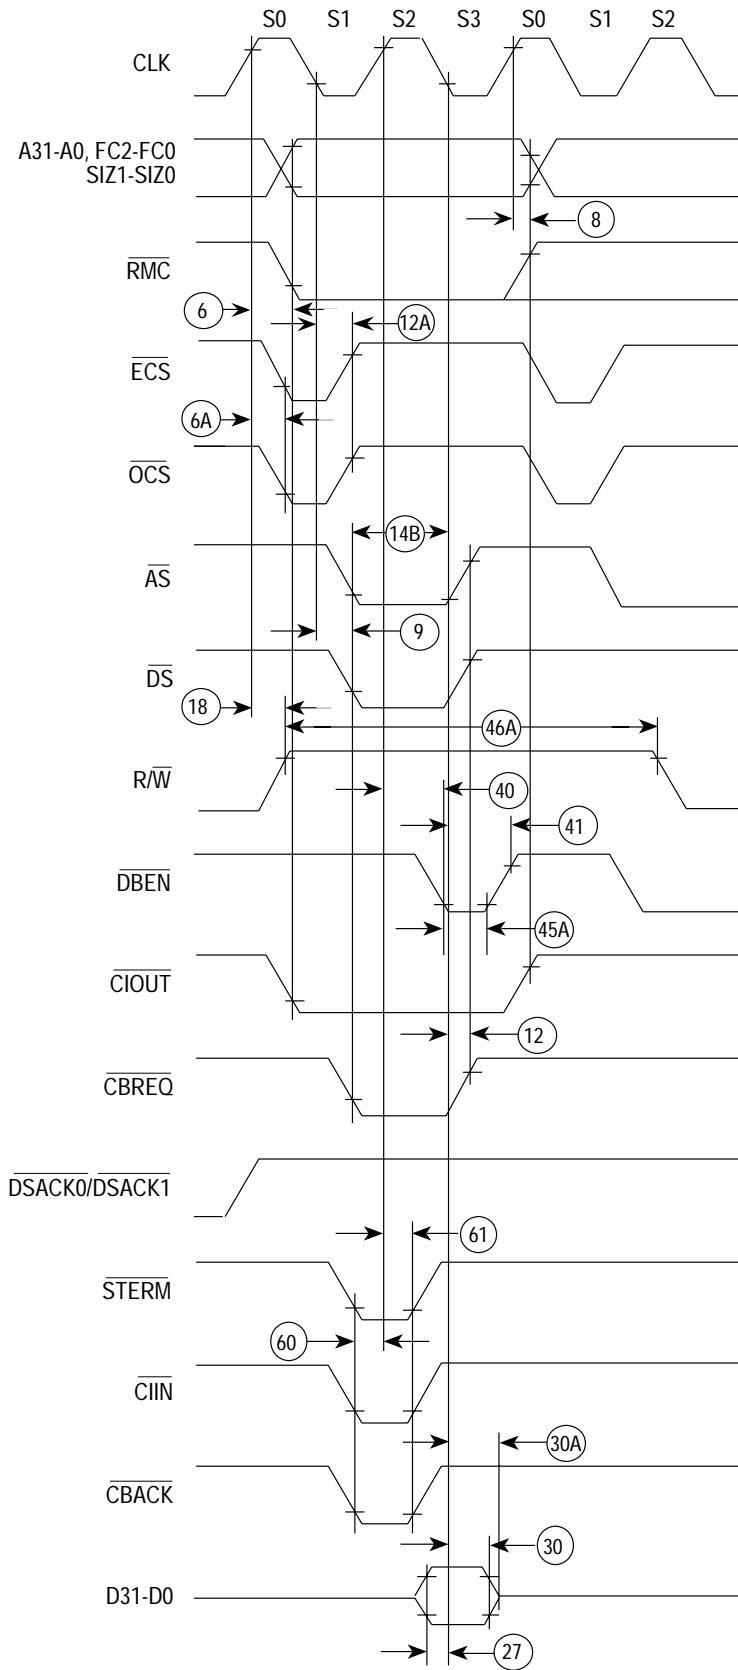 S0 S1 S2 S3 S0 S1 S2
CLK
A31-A0, FC2-FC0
SIZ1-SIZ0
8
RMC
6
12A
ECS
6A
OCS
14B
AS
9
DS
18
46A
R/W
40
41
DBEN
45A
CIOUT
12
CBREQ
DSACK0/DSACK1
61
STERM
60
CIIN
30A
CBACK
30
D31-D0
27